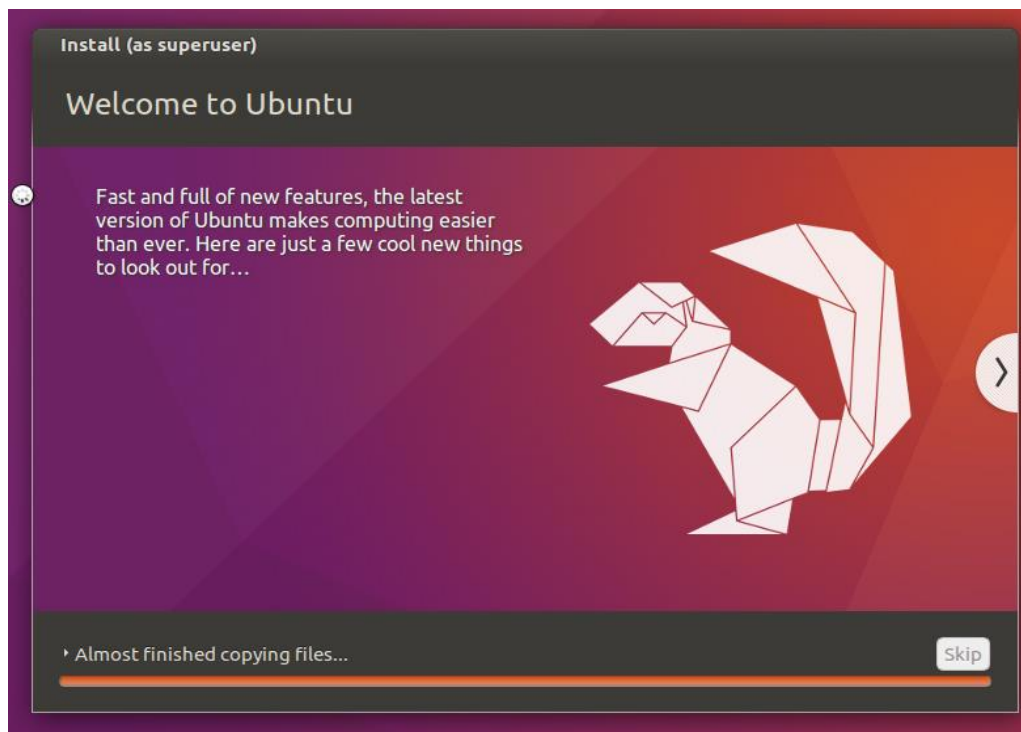 Install (as superuser)
Welcome to Ubuntu
Fast and full of new features, the latest
version of Ubuntu makes computing easier
than ever. Here are just a few cool new things
to look out for…
Almost finished copying files...
Skip